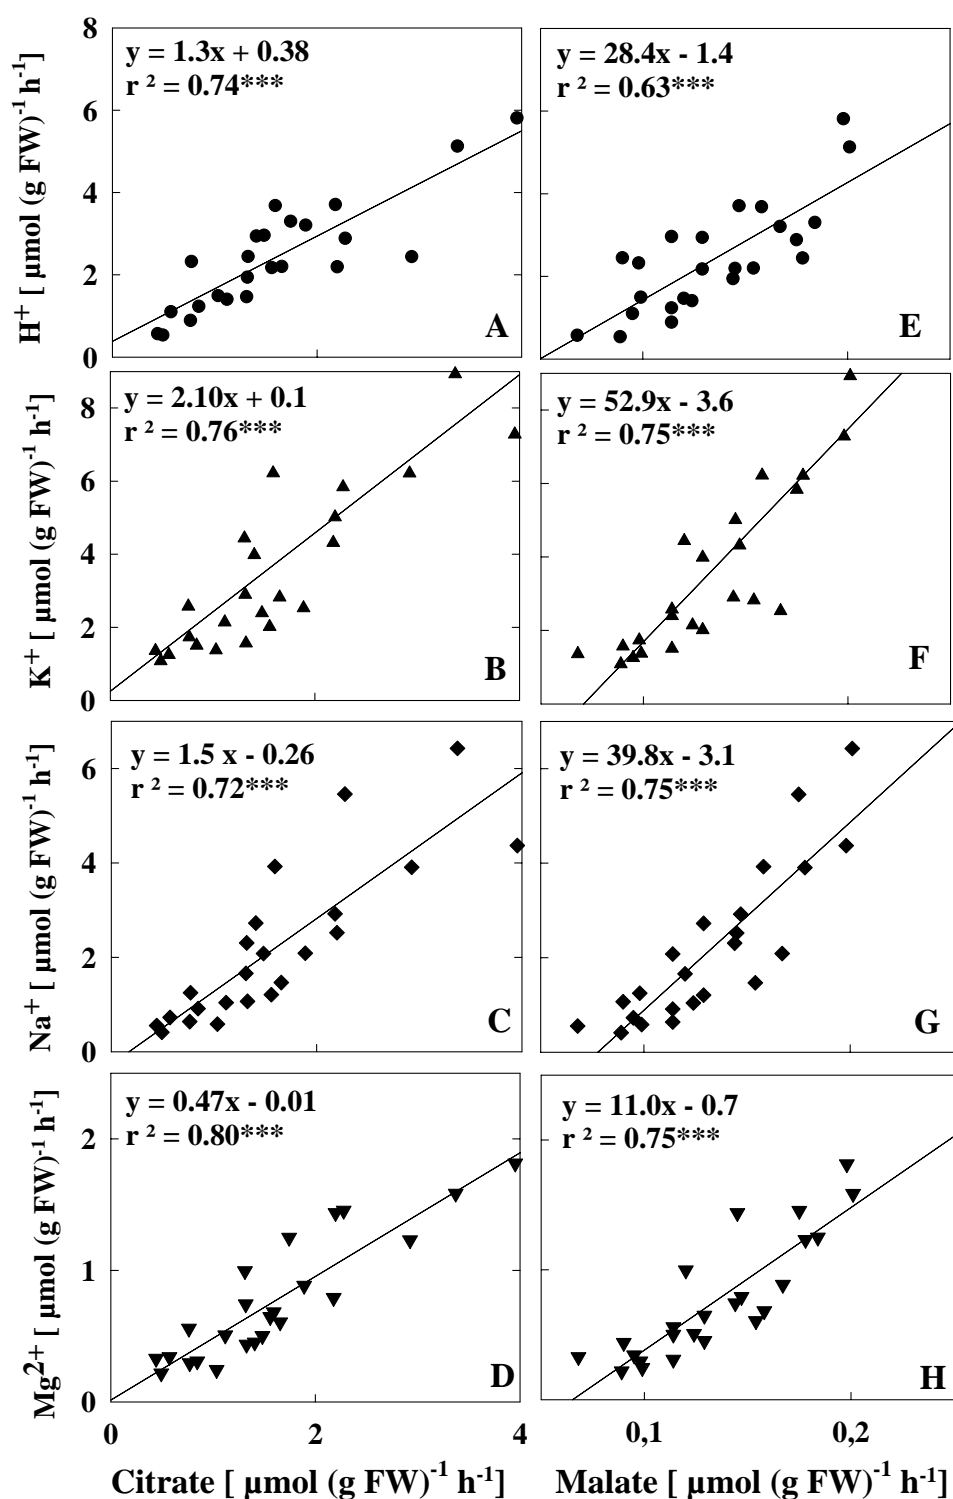 H⁺ [ µmol (g FW)⁻¹ h⁻¹]
8
6
4
2
0
y = 1.3x + 0.38
r ² = 0.74***
A
y = 28.4x - 1.4
r ² = 0.63***
E
K⁺ [ µmol (g FW)⁻¹ h⁻¹]
8
6
4
2
0
y = 2.10x + 0.1
r ² = 0.76***
B
y = 52.9x - 3.6
r ² = 0.75***
F
Na⁺ [ µmol (g FW)⁻¹ h⁻¹]
6
4
2
0
y = 1.5 x - 0.26
r ² = 0.72***
C
y = 39.8x - 3.1
r ² = 0.75***
G
Mg²⁺ [ µmol (g FW)⁻¹ h⁻¹]
2
1
0
y = 0.47x - 0.01
r ² = 0.80***
D
y = 11.0x - 0.7
r ² = 0.75***
H
0 2 4
0,1 0,2
Citrate [ µmol (g FW)⁻¹ h⁻¹]
Malate [ µmol (g FW)⁻¹ h⁻¹]